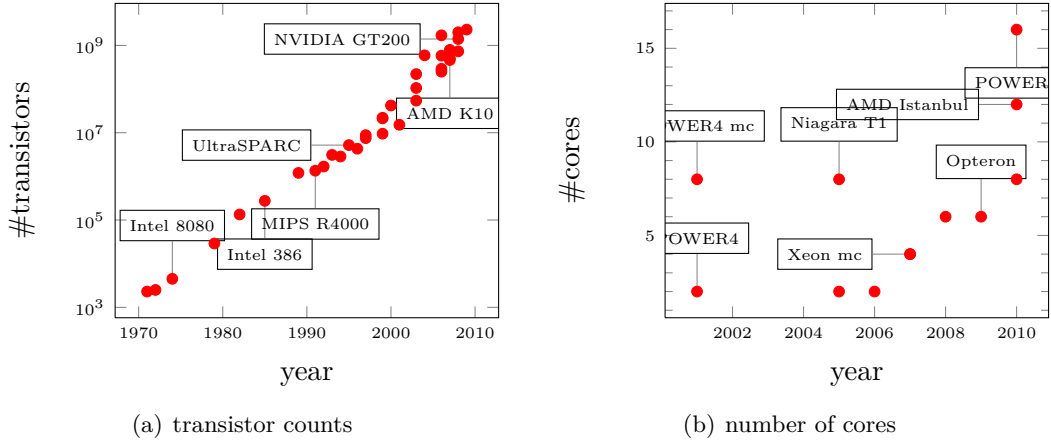 10^9
10^7
10^5
10^3
#transistors
NVIDIA GT200
AMD K10
UltraSPARC
MIPS R4000
Intel 8080
Intel 386
1970 1980 1990 2000 2010
year
(a) transistor counts
15
10
5
#cores
POWER
AMD Istanbul
WER4 mc
Niagara T1
Opteron
POWER4
Xeon mc
2002 2004 2006 2008 2010
year
(b) number of cores